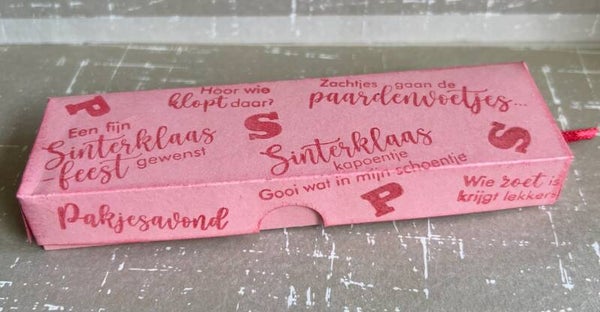 P
Hoor wie
klopt daar?
Zachtjes gaan de
paardenvoetjes...
Een fijn
Sinterklaas
-feest gewenst
S
Sinterklaas
kapoentje
Gooi wat in mijn schoentje
S
Pakjesavond
P
Wie zoet is
krijgt lekkers